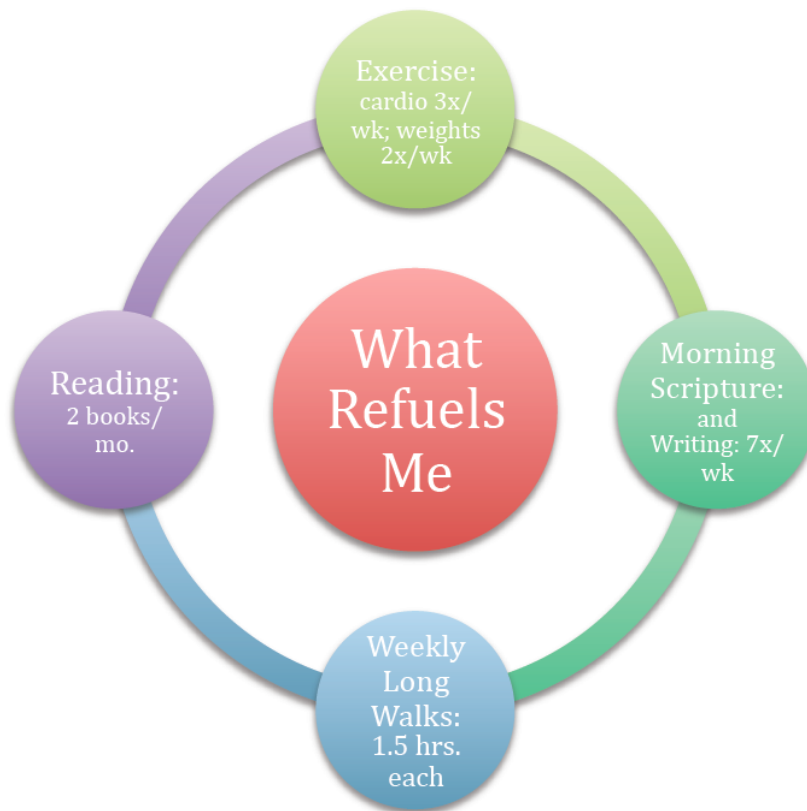 Exercise:
cardio 3x/
wk; weights
2x/wk
What
Refuels
Me
Morning
Scripture:
and
Writing: 7x/
wk
Weekly
Long
Walks:
1.5 hrs.
each
Reading:
2 books/
mo.